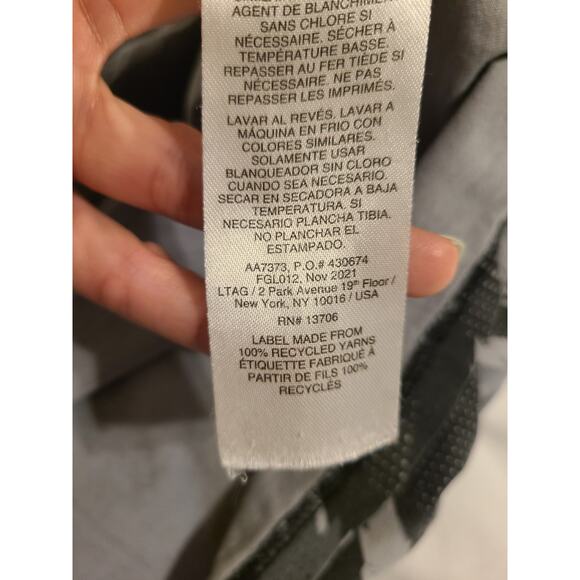 AGENT DE BLANCHIMENT
SANS CHLORE SI
NÉCESSAIRE. SÉCHER À
TEMPÉRATURE BASSE.
REPASSER AU FER TIÈDE SI
NÉCESSAIRE. NE PAS
REPASSER LES IMPRIMÉS.
LAVAR AL REVÉS. LAVAR A
MÁQUINA EN FRIO CON
COLORES SIMILARES.
SOLAMENTE USAR
BLANQUEADOR SIN CLORO
CUANDO SEA NECESARIO.
SECAR EN SECADORA A BAJA
TEMPERATURA. SI
NECESARIO PLANCHA TIBIA.
NO PLANCHAR EL
ESTAMPADO.
AA7373, P.O.# 430674
FGL012, Nov 2021
LTAG / 2 Park Avenue 19th Floor /
New York, NY 10016 / USA
RN# 13706
LABEL MADE FROM
100% RECYCLED YARNS
ÉTIQUETTE FABRIQUÉ À
PARTIR DE FILS 100%
RECYCLÉS